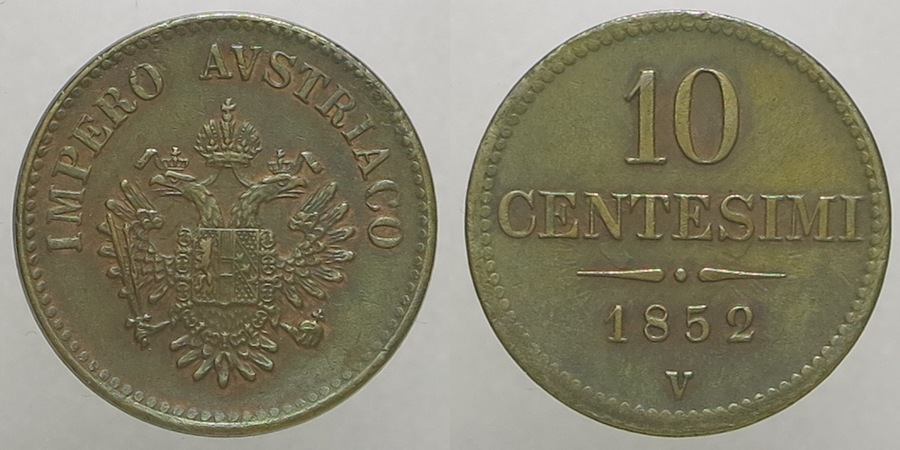 IMPERO AVSTRIACO
10
CENTESIMI
1852
V